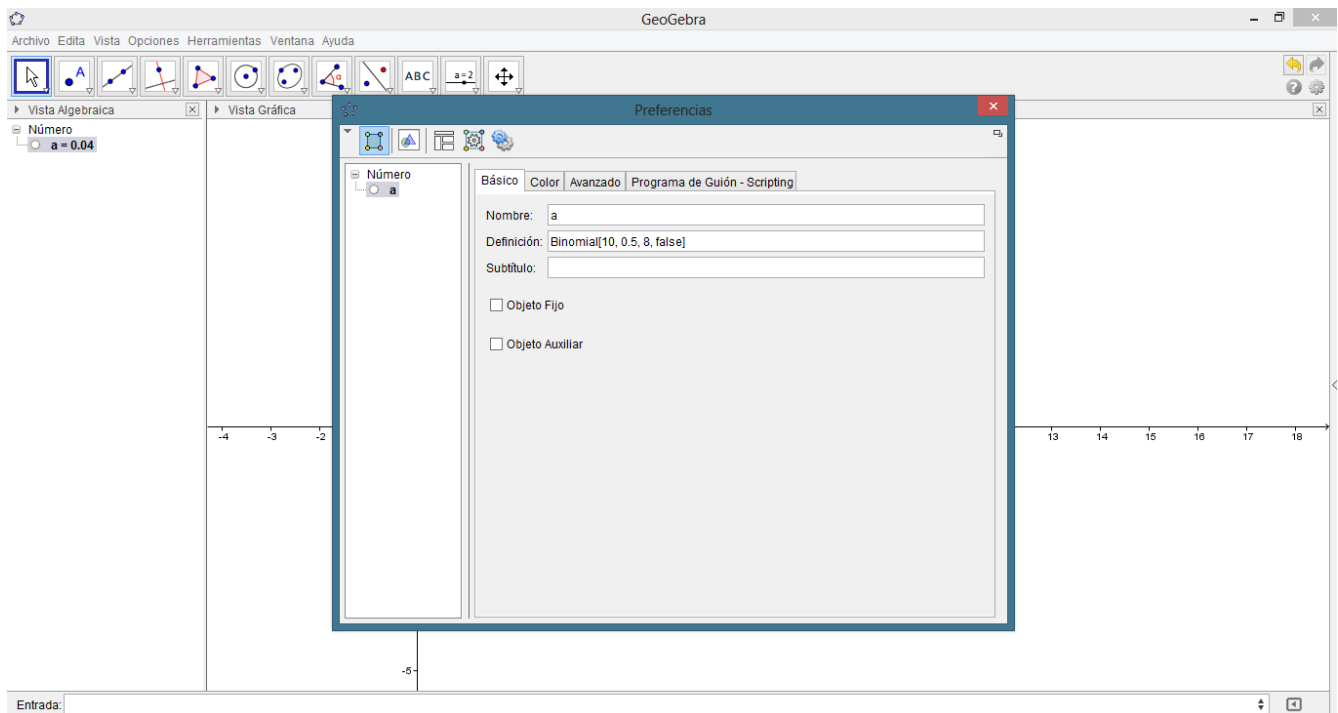 GeoGebra
Archivo Edita Vista Opciones Herramientas Ventana Ayuda
A
α
ABC
a=2
Vista Algebraica
Vista Gráfica
Número
a = 0.04
Preferencias
Número
a
Básico Color Avanzado Programa de Guión - Scripting
Nombre: a
Definición: Binomial[10, 0.5, 8, false]
Subtítulo:
Objeto Fijo
Objeto Auxiliar
-4 -3 -2 13 14 15 16 17 18
-5
Entrada: